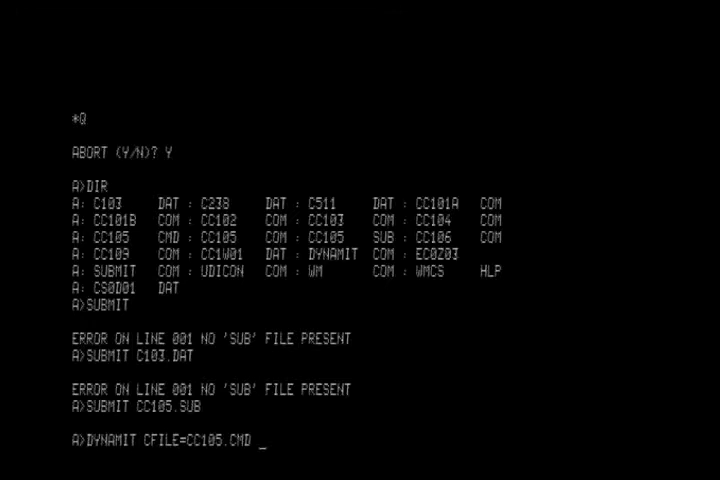 *Q
ABORT (Y/N)? Y
A>DIR
A: C103     DAT : C238     DAT : C511     DAT : CC101A   COM
A: CC101B   COM : CC102    COM : CC103    COM : CC104    COM
A: CC105    CMD : CC105    COM : CC105    SUB : CC106    COM
A: CC109    COM : CC1W01   DAT : DYNAMIT  COM : EC0Z03
A: SUBMIT   COM : UDICON   COM : WM       COM : WMCS     HLP
A: CS0D01   DAT
A>SUBMIT
ERROR ON LINE 001 NO 'SUB' FILE PRESENT
A>SUBMIT C103.DAT
ERROR ON LINE 001 NO 'SUB' FILE PRESENT
A>SUBMIT CC105.SUB
A>DYNAMIT CFILE=CC105.CMD _